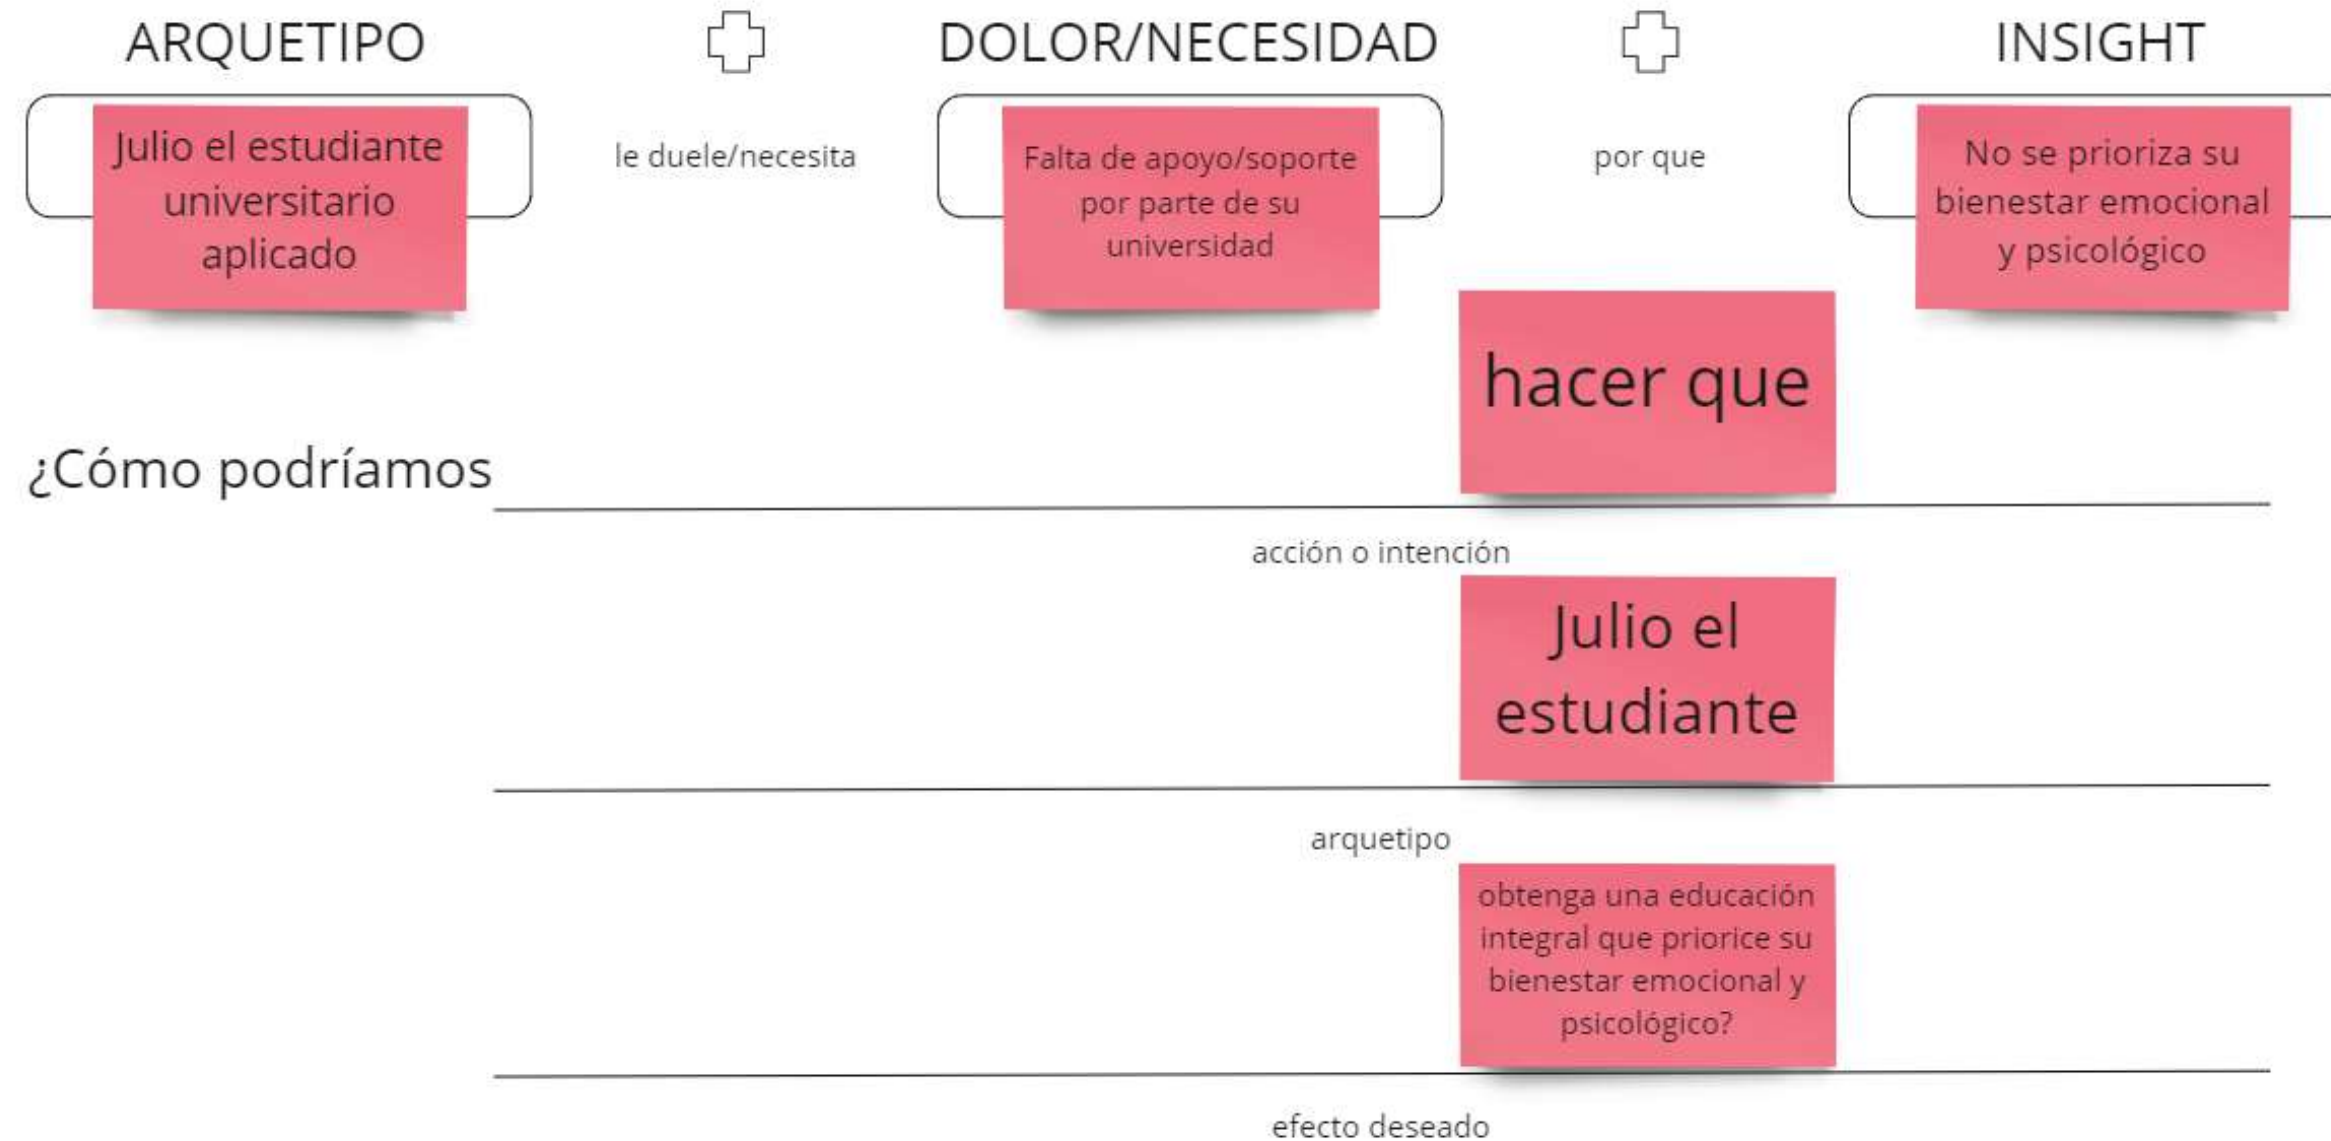 ARQUETIPO
DOLOR/NECESIDAD
INSIGHT
Julio el estudiante
universitario
aplicado
le duele/necesita
Falta de apoyo/soporte
por parte de su
universidad
por que
No se prioriza su
bienestar emocional
y psicológico
¿Cómo podríamos
hacer que
acción o intención
Julio el
estudiante
arquetipo
obtenga una educación
integral que priorice su
bienestar emocional y
psicológico?
efecto deseado